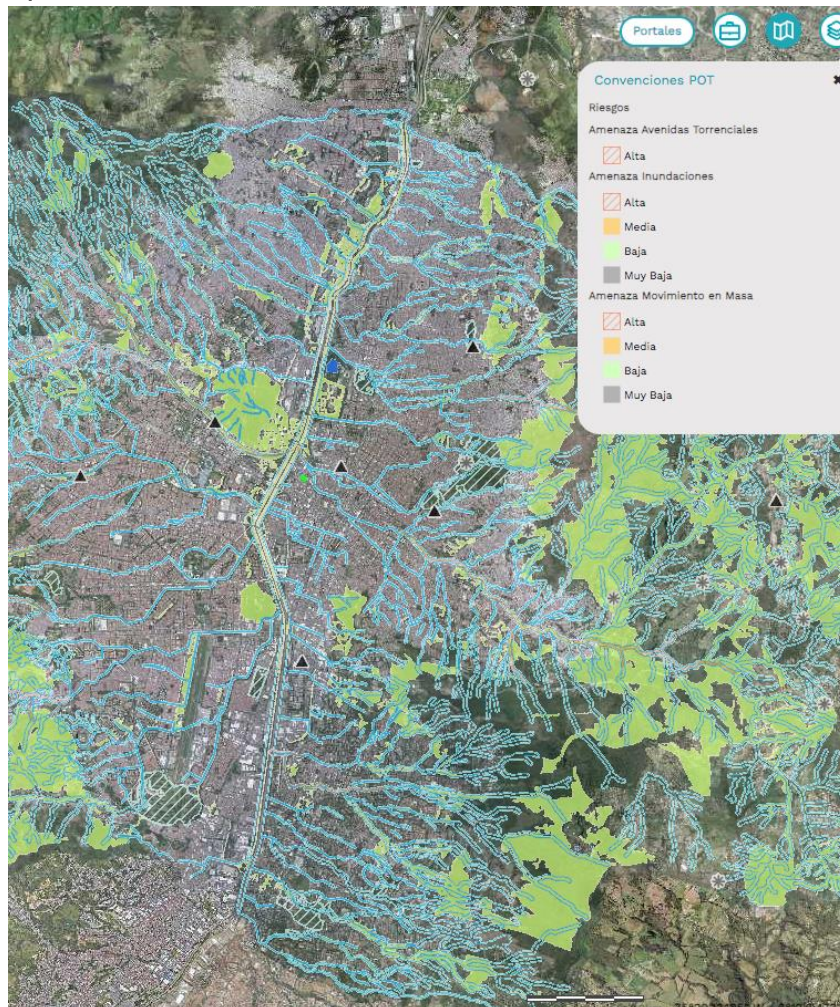 Portales
Convenciones POT
Riesgos
Amenaza Avenidas Torrenciales
Alta
Amenaza Inundaciones
Alta
Media
Baja
Muy Baja
Amenaza Movimiento en Masa
Alta
Media
Baja
Muy Baja